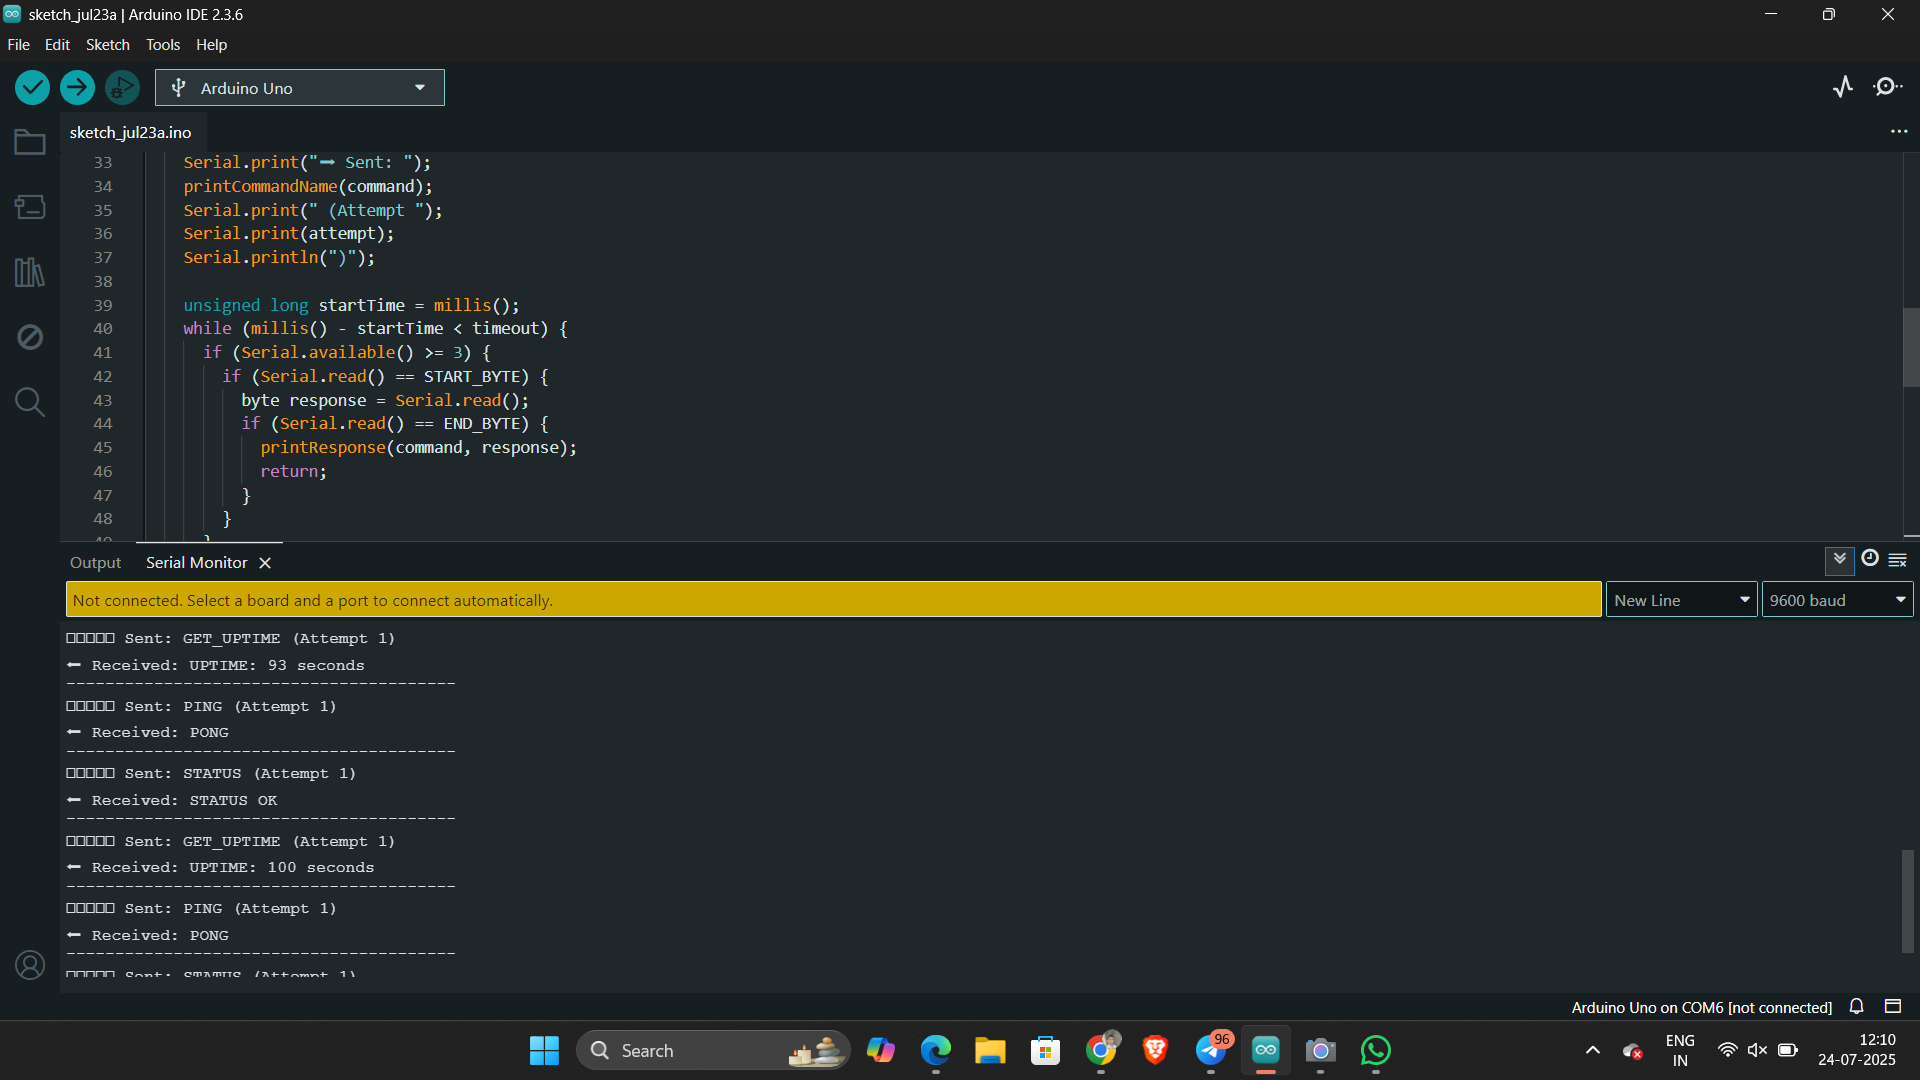 sketch_jul23a | Arduino IDE 2.3.6
File Edit Sketch Tools Help
Arduino Uno
sketch_jul23a.ino
33 Serial.print("➡ Sent: ");
34 printCommandName(command);
35 Serial.print(" (Attempt ");
36 Serial.print(attempt);
37 Serial.println(")");
38
39 unsigned long startTime = millis();
40 while (millis() - startTime < timeout) {
41 if (Serial.available() >= 3) {
42 if (Serial.read() == START_BYTE) {
43 byte response = Serial.read();
44 if (Serial.read() == END_BYTE) {
45 printResponse(command, response);
46 return;
47 }
48 }
49 }
Output Serial Monitor
Not connected. Select a board and a port to connect automatically.
New Line
9600 baud
□□□□□ Sent: GET_UPTIME (Attempt 1)
⬅ Received: UPTIME: 93 seconds
----------------------------------------
□□□□□ Sent: PING (Attempt 1)
⬅ Received: PONG
----------------------------------------
□□□□□ Sent: STATUS (Attempt 1)
⬅ Received: STATUS OK
----------------------------------------
□□□□□ Sent: GET_UPTIME (Attempt 1)
⬅ Received: UPTIME: 100 seconds
----------------------------------------
□□□□□ Sent: PING (Attempt 1)
⬅ Received: PONG
----------------------------------------
□□□□□ Sent: STATUS (Attempt 1)
Arduino Uno on COM6 [not connected]
Search
96
ENG
IN
12:10
24-07-2025